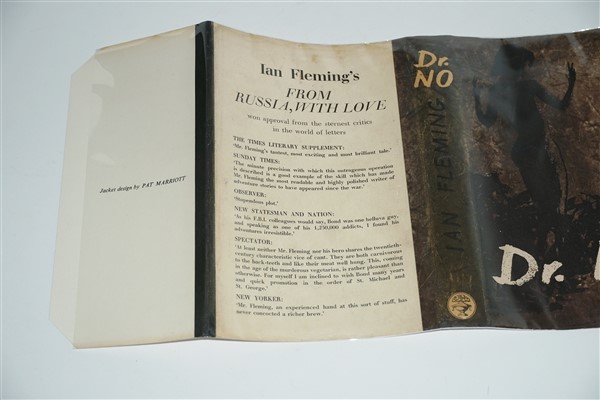 Jacket design by PAT MARRIOTT
Ian Fleming's
FROM
RUSSIA, WITH LOVE
won approval from the sternest critics
in the world of letters
THE TIMES LITERARY SUPPLEMENT:
'Mr. Fleming's tautest, most exciting and most brilliant tale.'
SUNDAY TIMES:
'The minute precision with which this outrageous operation
is described is a good example of the skill which has made
Mr. Fleming the most readable and highly polished writer of
adventure stories to have appeared since the war.'
OBSERVER:
'Stupendous plot.'
NEW STATESMAN AND NATION:
'As his F.B.I. colleagues would say, Bond was one helluva guy,
and speaking as one of his 1,250,000 addicts, I found his
adventures irresistible.'
SPECTATOR:
'At least neither Mr. Fleming nor his hero shares the twentieth-
century characteristic vice of cant. They are both carnivorous
to the back-teeth and like their meat well hung. This, coming
in the age of the murderous vegetarian, is rather pleasant than
otherwise. For myself I am inclined to wish Bond many years
and quick promotion in the order of St. Michael and
St. George.'
NEW YORKER:
'Mr. Fleming, an experienced hand at this sort of stuff, has
never concocted a richer brew.'
Dr.
NO
IAN FLEMING
Dr.